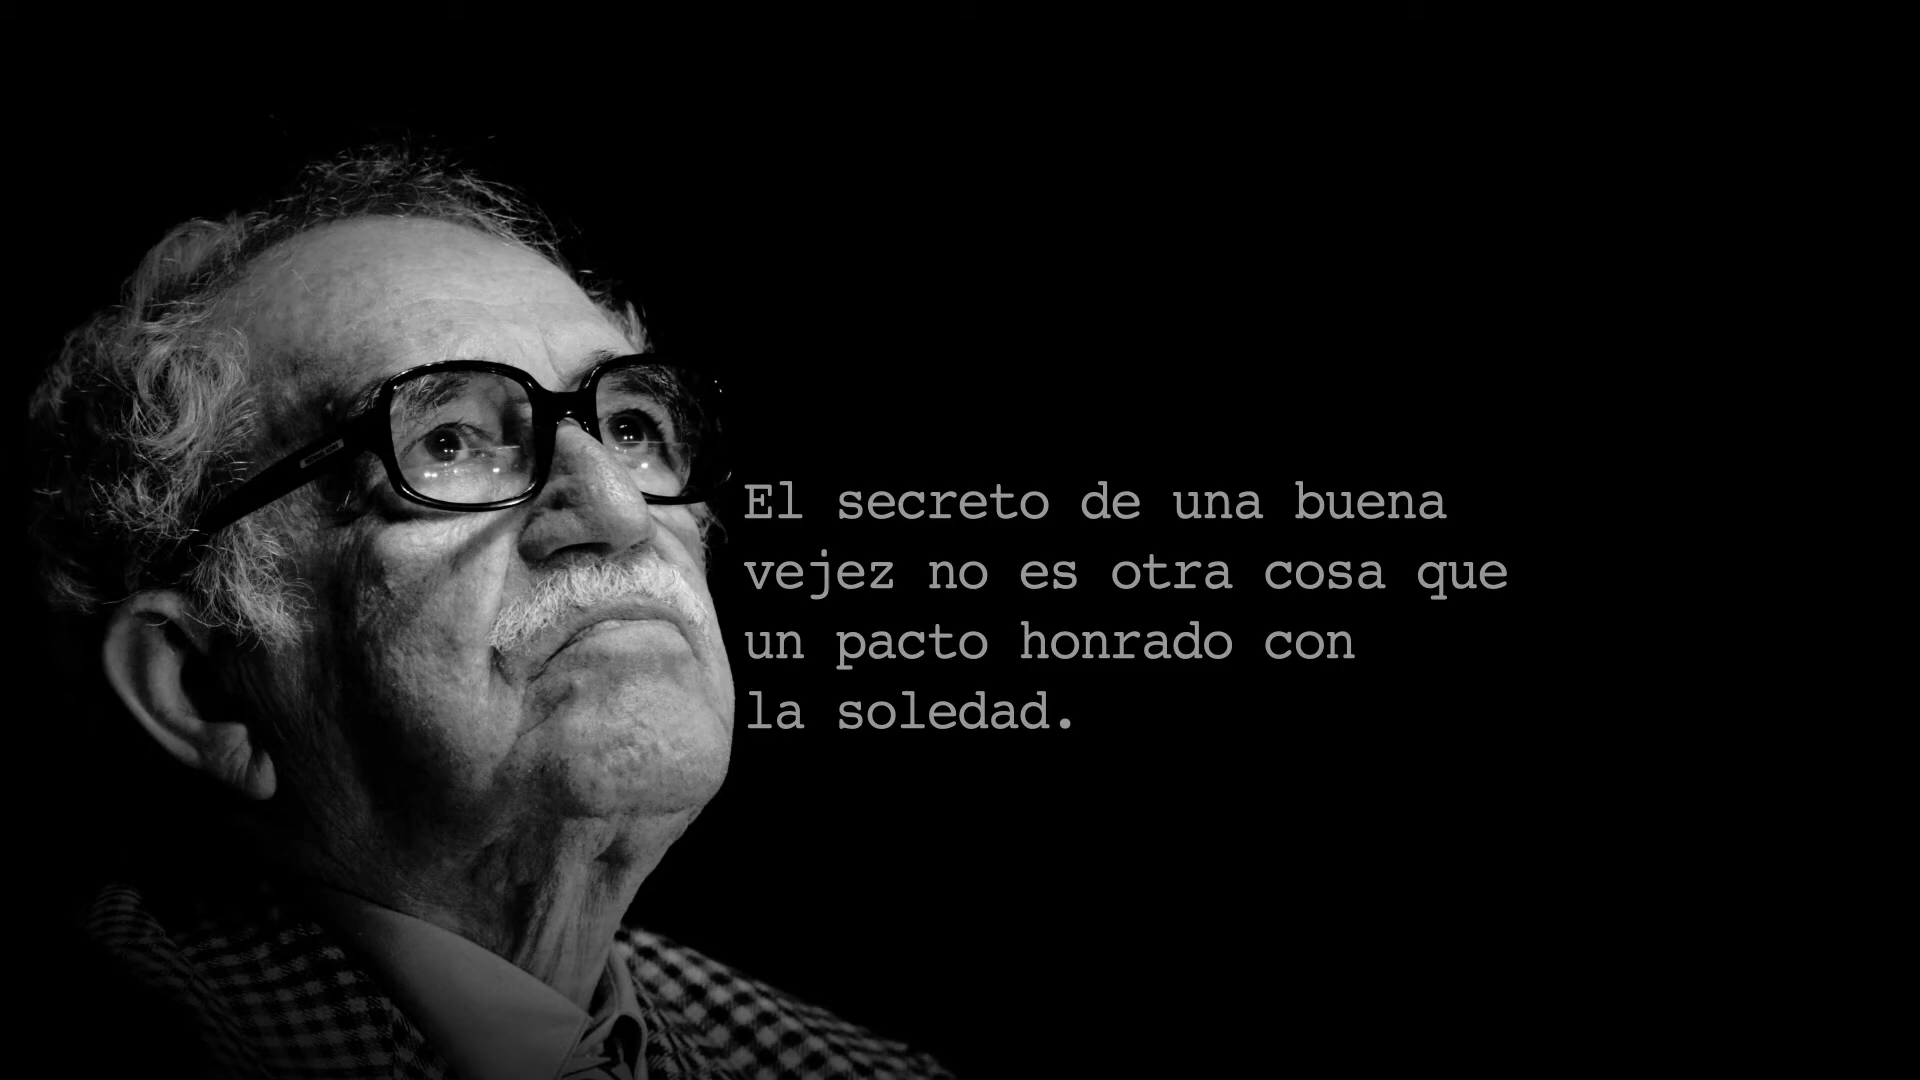 El secreto de una buena
vejez no es otra cosa que
un pacto honrado con
la soledad.